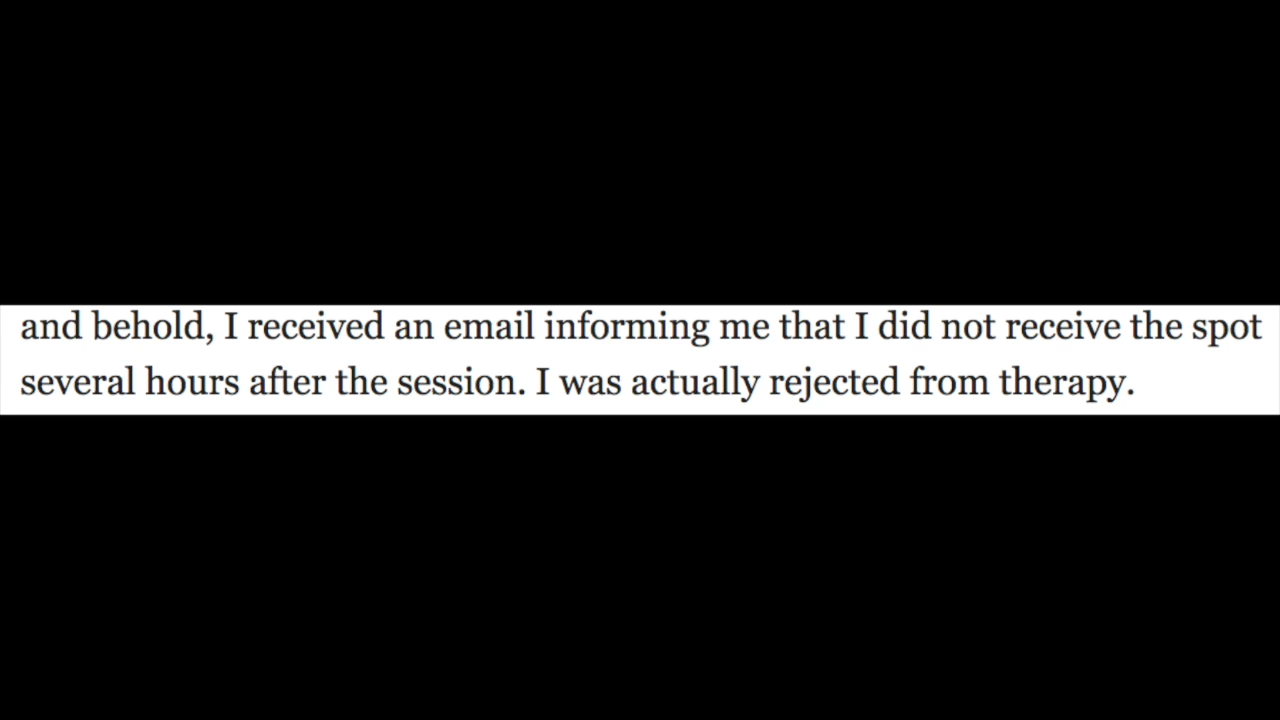 and behold, I received an email informing me that I did not receive the spot
several hours after the session. I was actually rejected from therapy.